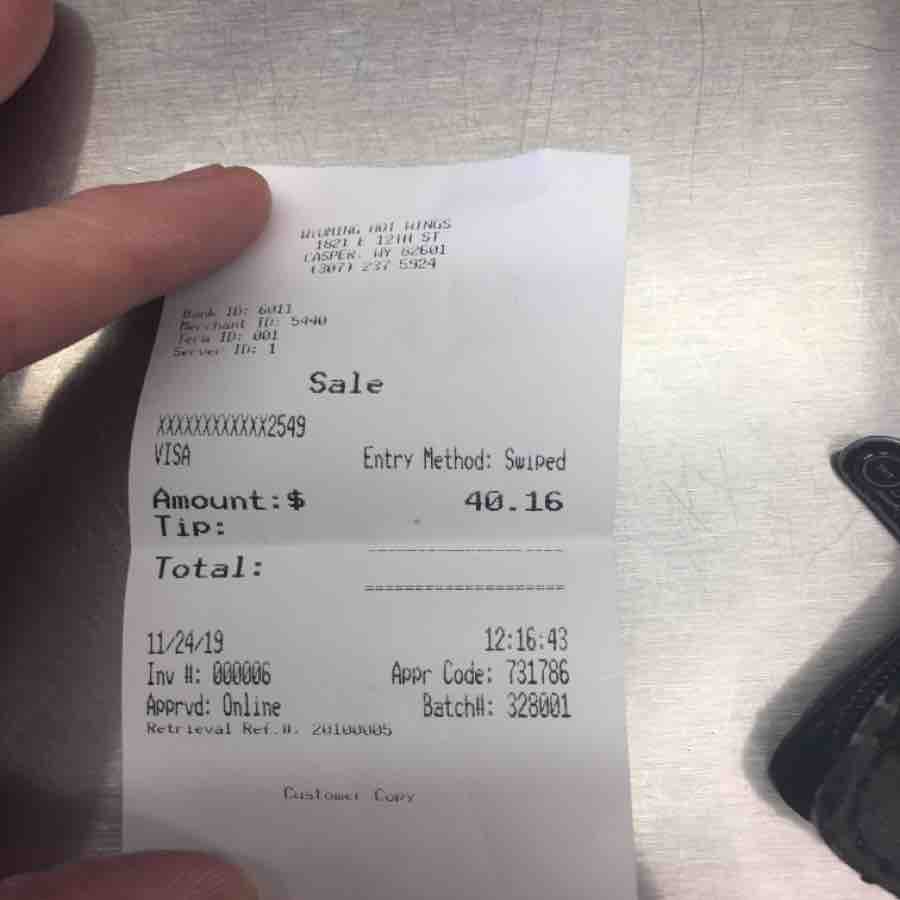 WYOMING HOT WINGS
1821 E 12TH ST
CASPER, WY 82601
(307) 237 5924
Bank ID: 6011
Merchant ID: 5440
Term ID: 001
Server ID: 1
Sale
XXXXXXXXXXXX2549
VISA Entry Method: Swiped
Amount:$ 40.16
Tip:
Total:
11/24/19 12:16:43
Inv #: 000006 Appr Code: 731786
Apprvd: Online Batch#: 328001
Retrieval Ref.#: 20100005
Customer Copy